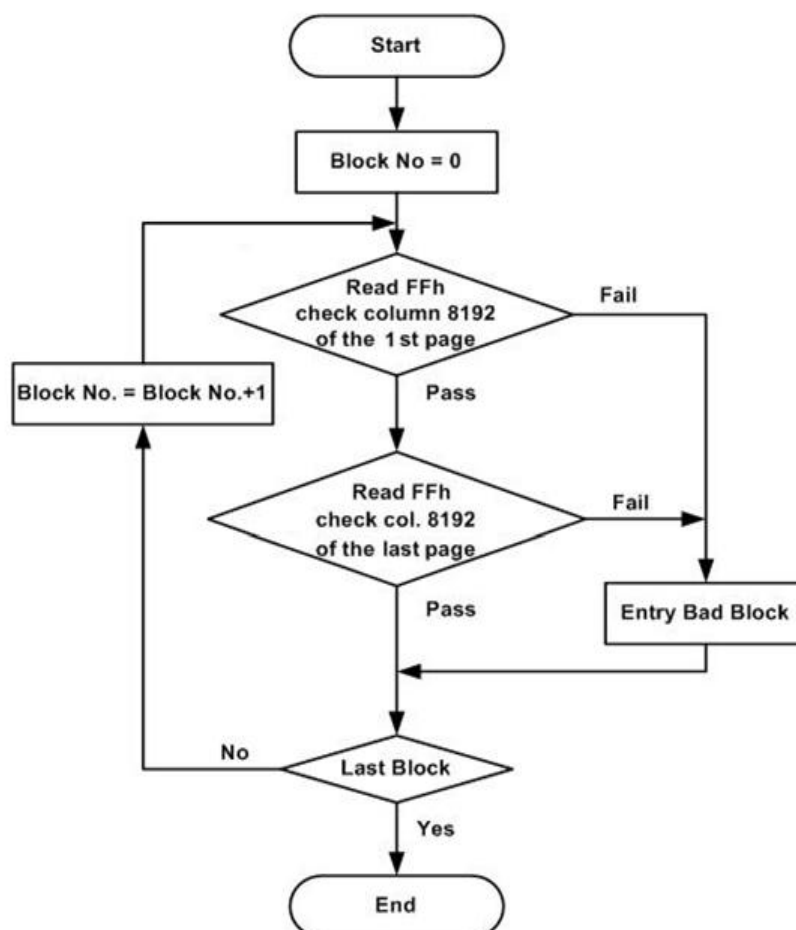 Start
Block No = 0
Read FFh
check column 8192
of the 1 st page
Fail
Block No. = Block No.+1
Pass
Read FFh
check col. 8192
of the last page
Fail
Pass
Entry Bad Block
No
Last Block
Yes
End